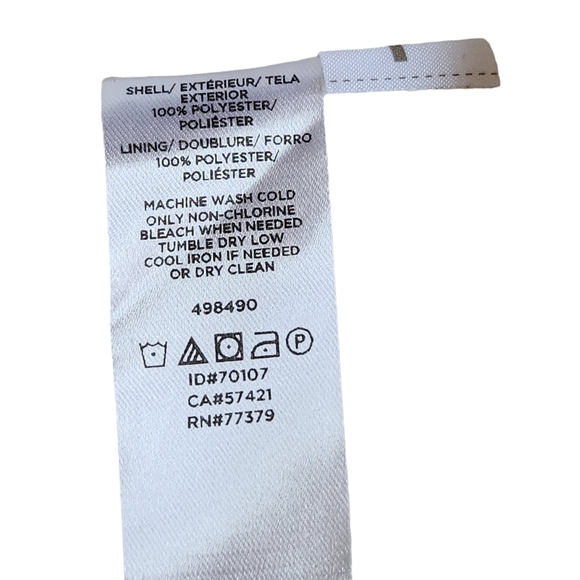 SHELL/ EXTÉRIEUR/ TELA
EXTERIOR
100% POLYESTER/
POLIÉSTER
LINING/ DOUBLURE/ FORRO
100% POLYESTER/
POLIÉSTER
MACHINE WASH COLD
ONLY NON-CHLORINE
BLEACH WHEN NEEDED
TUMBLE DRY LOW
COOL IRON IF NEEDED
OR DRY CLEAN
498490
P
ID#70107
CA#57421
RN#77379